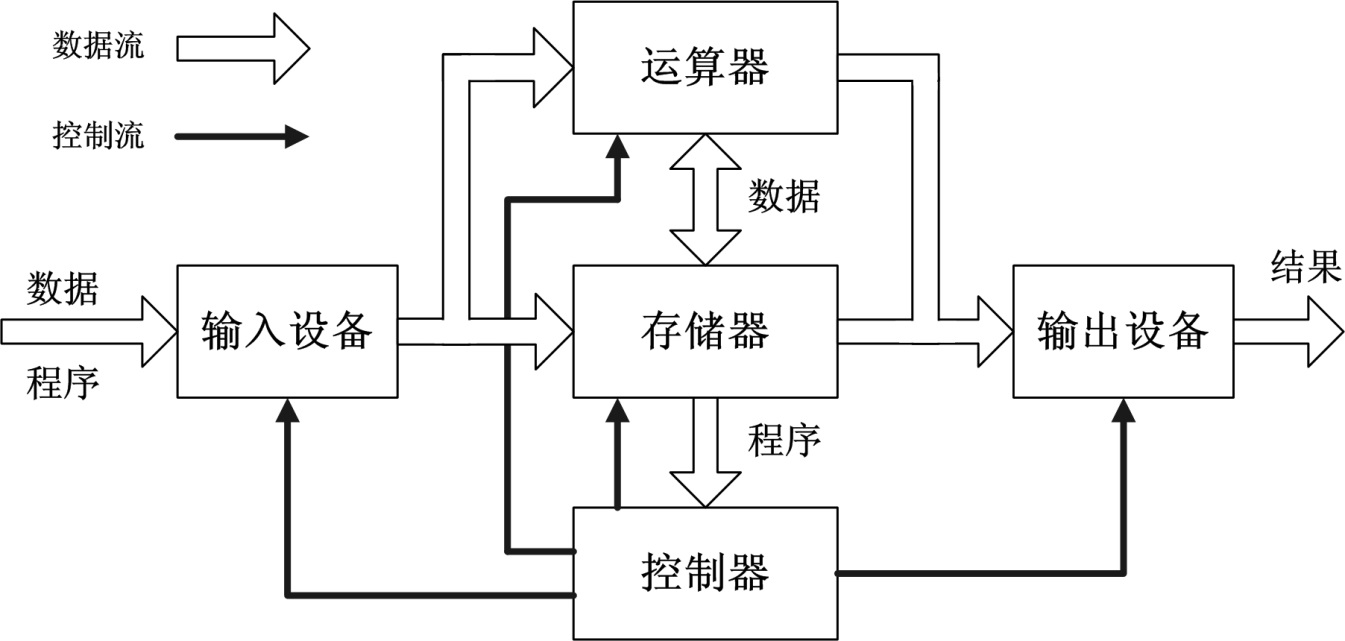 数据流
运算器
控制流
数据
数据
程序
输入设备
存储器
输出设备
结果
程序
控制器